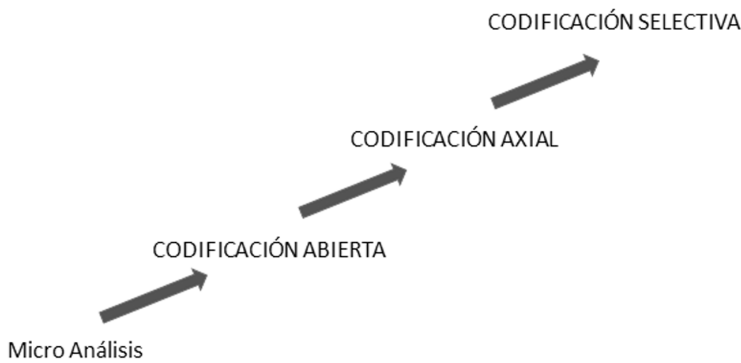 CODIFICACIÓN SELECTIVA
CODIFICACIÓN AXIAL
CODIFICACIÓN ABIERTA
Micro Análisis